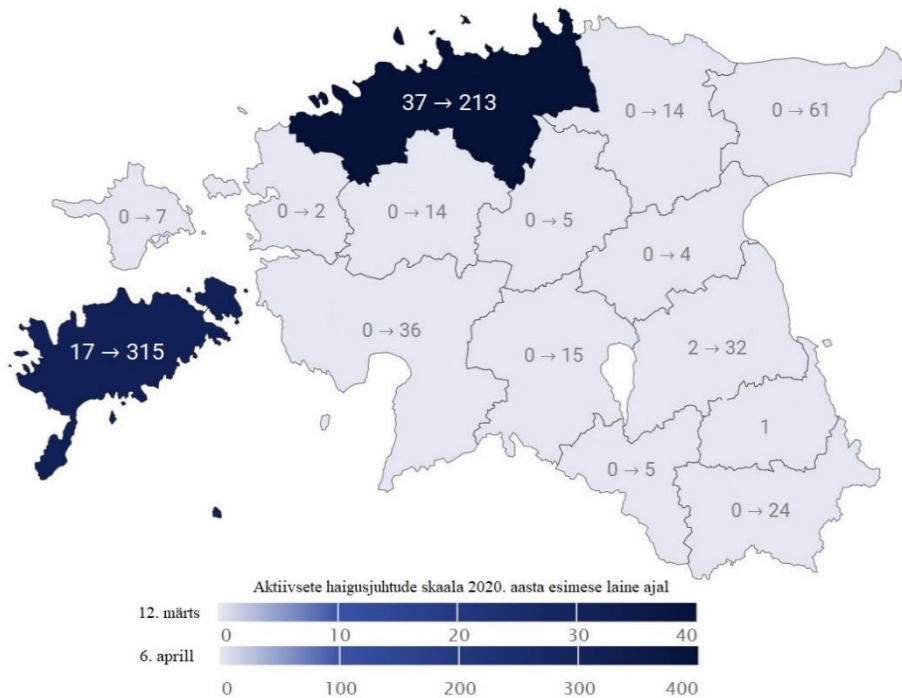 37 → 213
0 → 14
0 → 61
0 → 7
0 → 2
0 → 14
0 → 5
0 → 4
17 → 315
0 → 36
0 → 15
2 → 32
1
0 → 5
0 → 24
Aktiivsete haigusjuhtude skaala 2020. aasta esimese laine ajal
12. märts
0 10 20 30 40
6. aprill
0 100 200 300 400